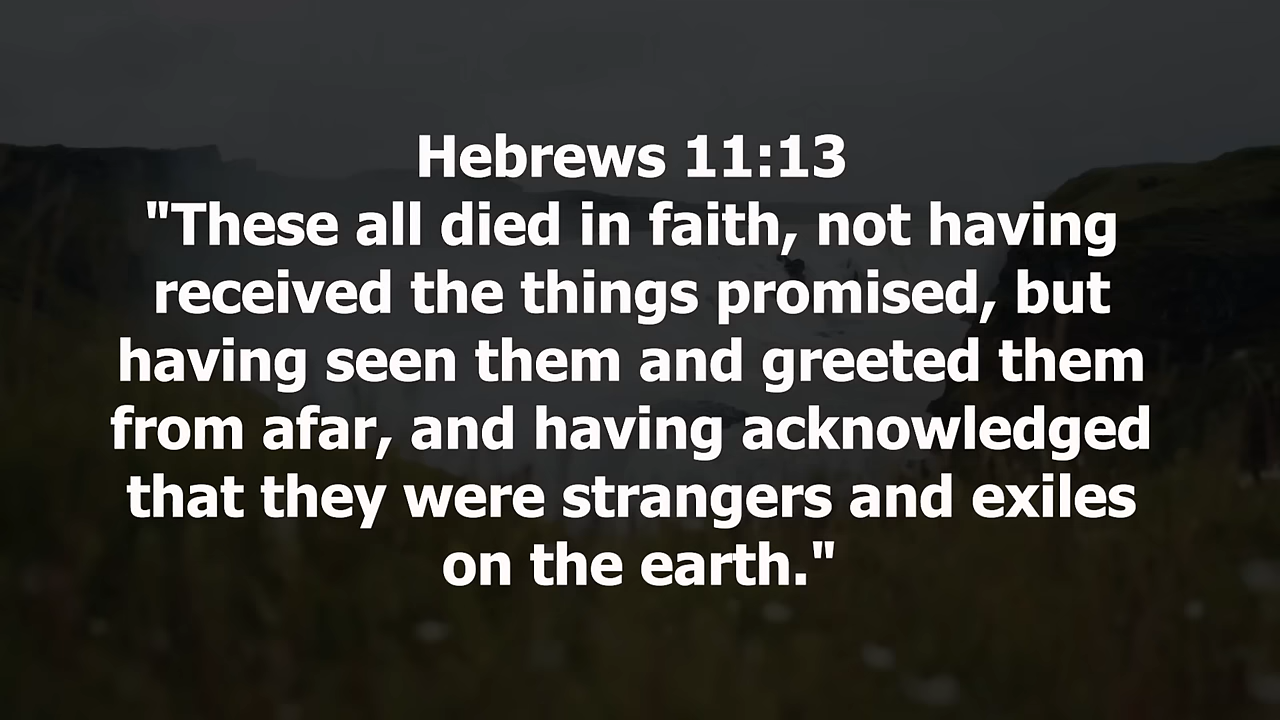 Hebrews 11:13
"These all died in faith, not having
received the things promised, but
having seen them and greeted them
from afar, and having acknowledged
that they were strangers and exiles
on the earth."